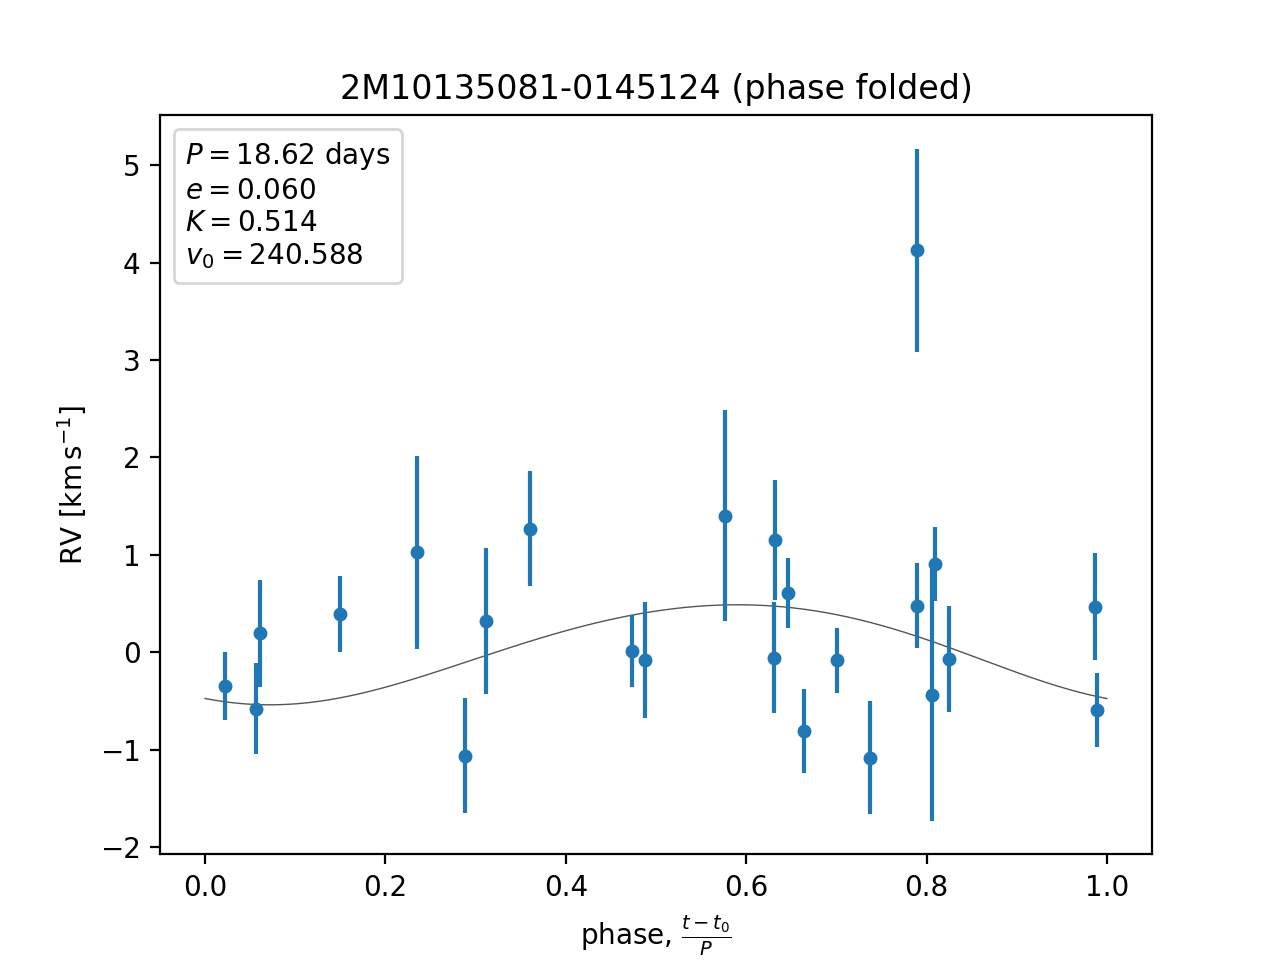 2M10135081-0145124 (phase folded)
P = 18.62 days
e = 0.060
K = 0.514
v₀ = 240.588
RV [km s⁻¹]
5
4
3
2
1
0
−1
−2
0.0 0.2 0.4 0.6 0.8 1.0
phase, (t − t₀)/P